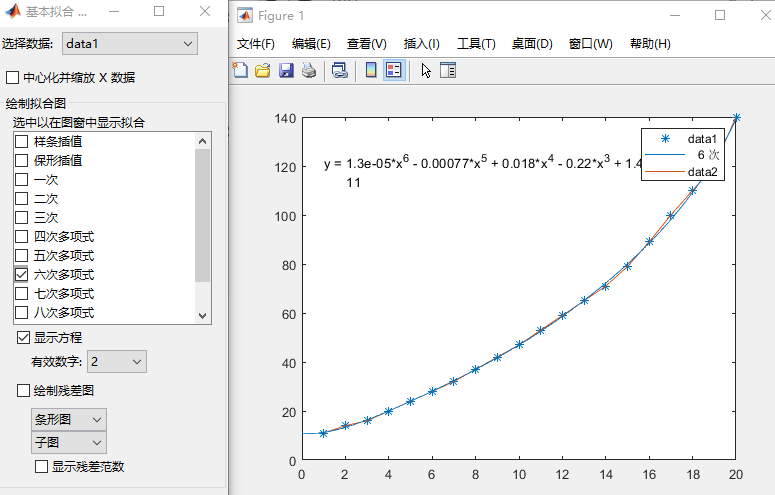 基本拟合 ...
选择数据: data1
中心化并缩放 X 数据
绘制拟合图
选中以在图窗中显示拟合
样条插值
保形插值
一次
二次
三次
四次多项式
五次多项式
六次多项式
七次多项式
八次多项式
显示方程
有效数字: 2
绘制残差图
条形图
子图
显示残差范数
Figure 1
文件(F) 编辑(E) 查看(V) 插入(I) 工具(T) 桌面(D) 窗口(W) 帮助(H)
140
120
100
80
60
40
20
0
y = 1.3e-05*x^6 - 0.00077*x^5 + 0.018*x^4 - 0.22*x^3 + 1.4
11
data1
6 次
data2
0 2 4 6 8 10 12 14 16 18 20